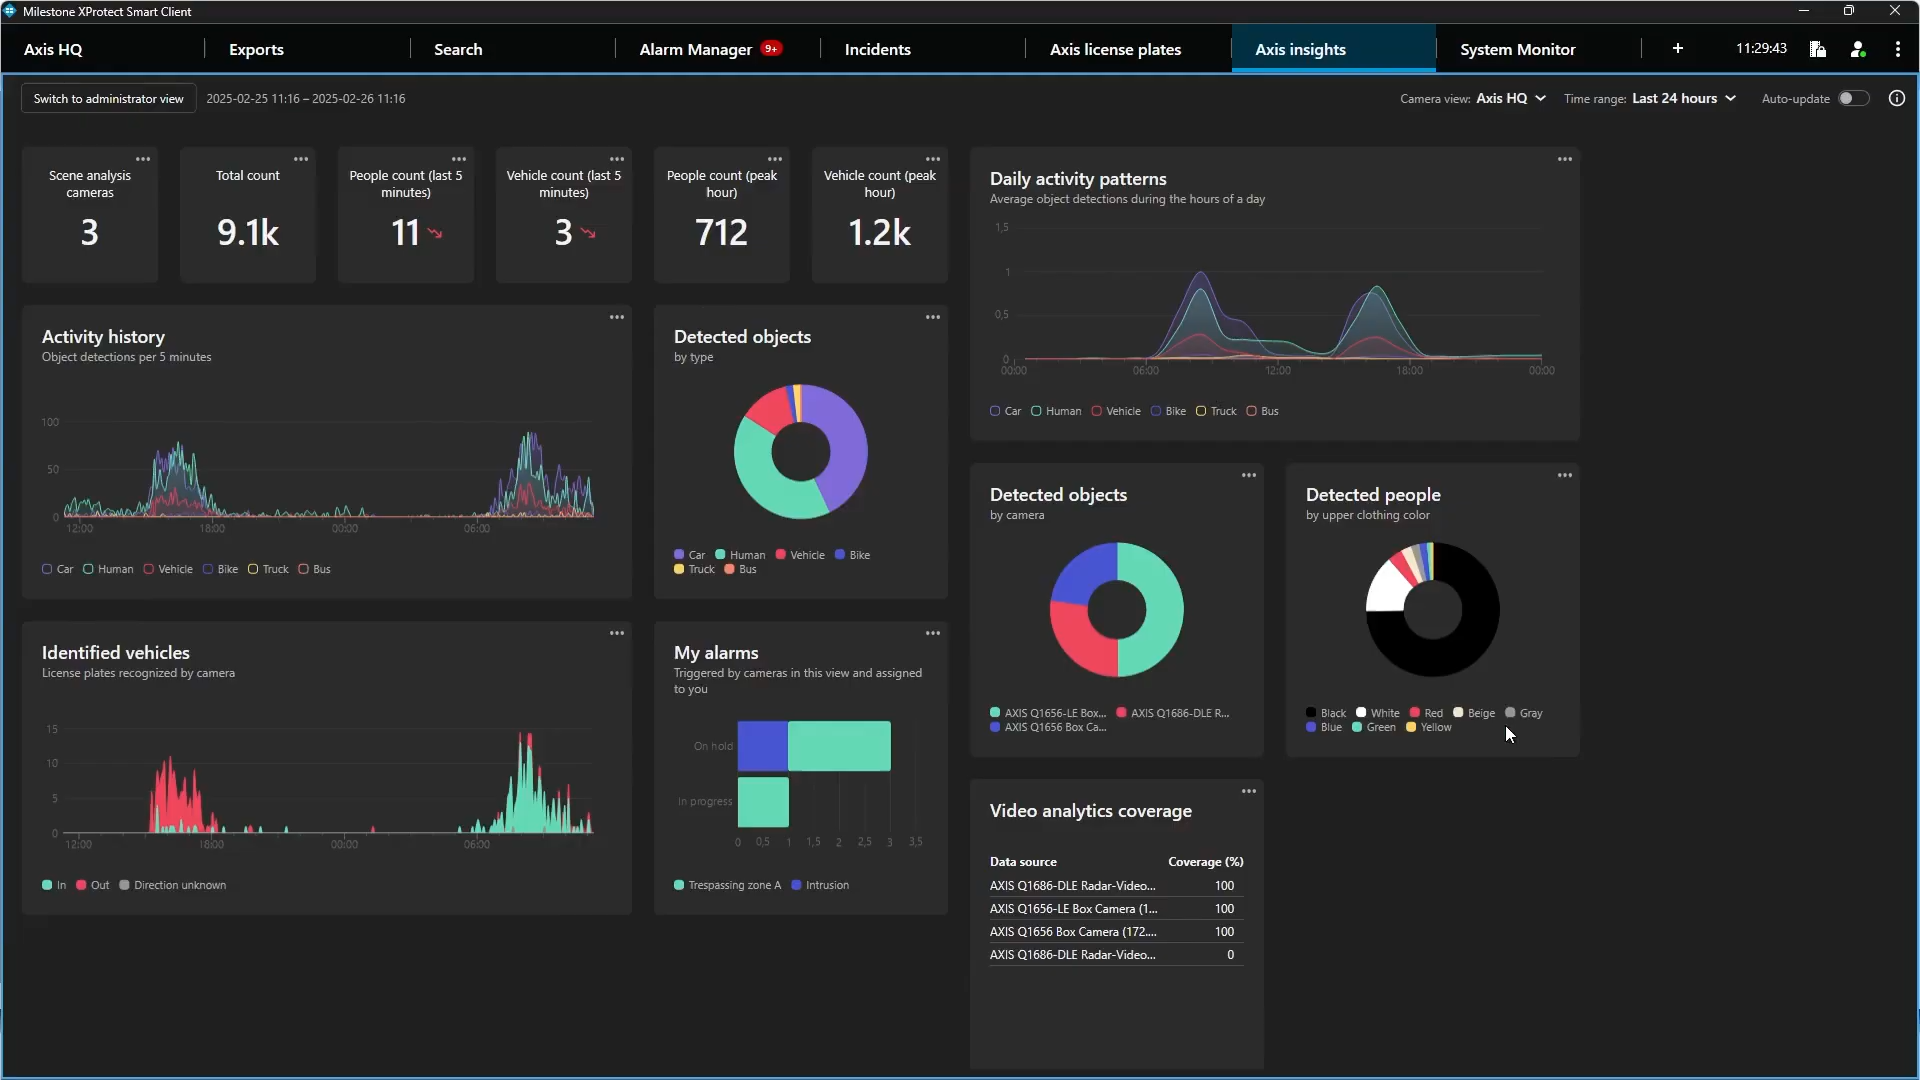 Milestone XProtect Smart Client
Axis HQ
Exports
Search
Alarm Manager 9+
Incidents
Axis license plates
Axis insights
System Monitor
+
11:29:43
Switch to administrator view
2025-02-25 11:16 – 2025-02-26 11:16
Camera view: Axis HQ
Time range: Last 24 hours
Auto-update
Scene analysis
cameras
3
Total count
9.1k
People count (last 5
minutes)
11
Vehicle count (last 5
minutes)
3
People count (peak
hour)
712
Vehicle count (peak
hour)
1.2k
Daily activity patterns
Average object detections during the hours of a day
1,5
1
0,5
0
00:00 06:00 12:00 18:00 00:00
Car Human Vehicle Bike Truck Bus
Activity history
Object detections per 5 minutes
100
50
0
12:00 18:00 00:00 06:00
Car Human Vehicle Bike Truck Bus
Detected objects
by type
Car Human Vehicle Bike
Truck Bus
Detected objects
by camera
AXIS Q1656-LE Box... AXIS Q1686-DLE R...
AXIS Q1656 Box Ca...
Detected people
by upper clothing color
Black White Red Beige Gray
Blue Green Yellow
Identified vehicles
License plates recognized by camera
15
10
5
0
12:00 18:00 00:00 06:00
In Out Direction unknown
My alarms
Triggered by cameras in this view and assigned
to you
On hold
In progress
0 0,5 1 1,5 2 2,5 3 3,5
Trespassing zone A Intrusion
Video analytics coverage
Data source Coverage (%)
AXIS Q1686-DLE Radar-Video... 100
AXIS Q1656-LE Box Camera (1... 100
AXIS Q1656 Box Camera (172.... 100
AXIS Q1686-DLE Radar-Video... 0